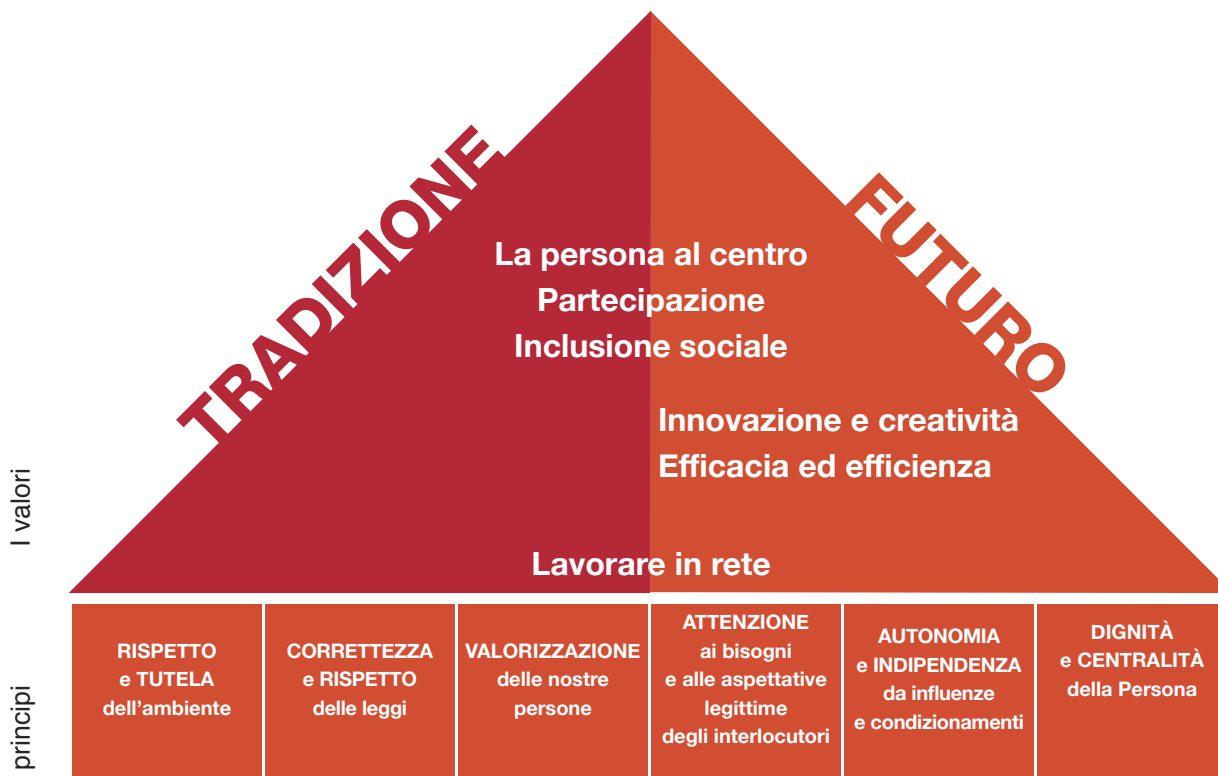 TRADIZIONE
FUTURO
La persona al centro
Partecipazione
Inclusione sociale
Innovazione e creatività
Efficacia ed efficienza
Lavorare in rete
I valori
RISPETTO
e TUTELA
dell’ambiente
CORRETTEZZA
e RISPETTO
delle leggi
VALORIZZAZIONE
delle nostre
persone
ATTENZIONE
ai bisogni
e alle aspettative
legittime
degli interlocutori
AUTONOMIA
e INDIPENDENZA
da influenze
e condizionamenti
DIGNITÀ
e CENTRALITÀ
della Persona
principi